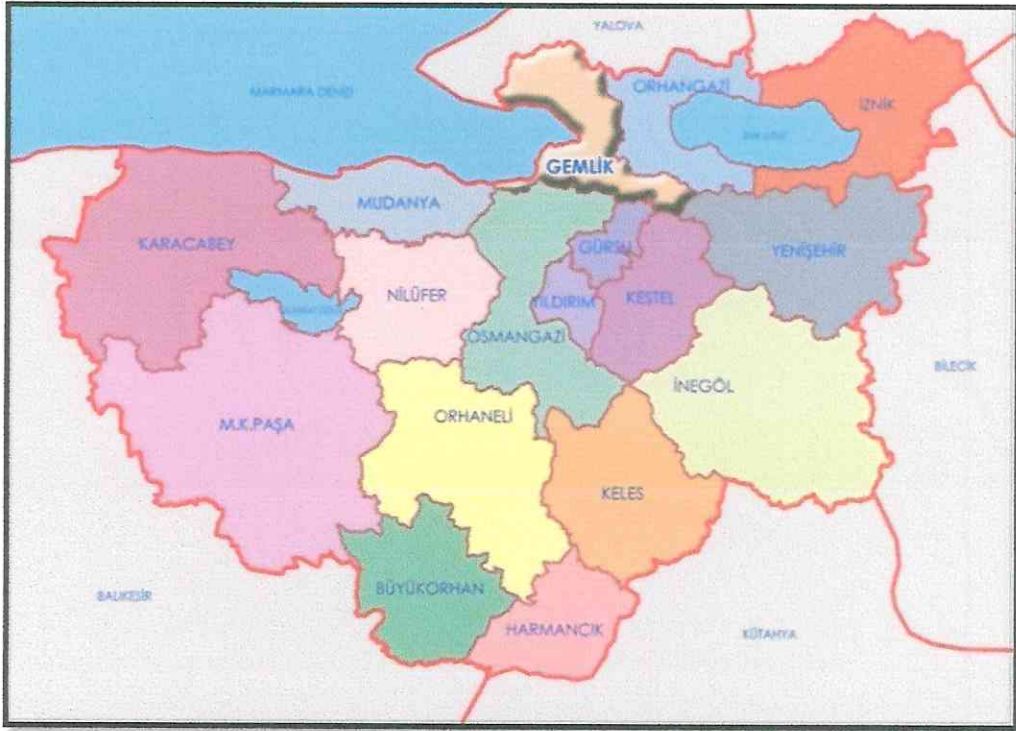 YALOVA
MARMARA DENİZİ
ORHANGAZİ
İZNİK
GEMLİK
MUDANYA
KARACABEY
GÜRSU
YENİŞEHİR
NİLÜFER
YILDIRIM
KESTEL
OSMANGAZİ
BİLECİK
İNEGÖL
M.K.PAŞA
ORHANELİ
KELES
BÜYÜKORHAN
BALIKESİR
HARMANCIK
KÜTAHYA